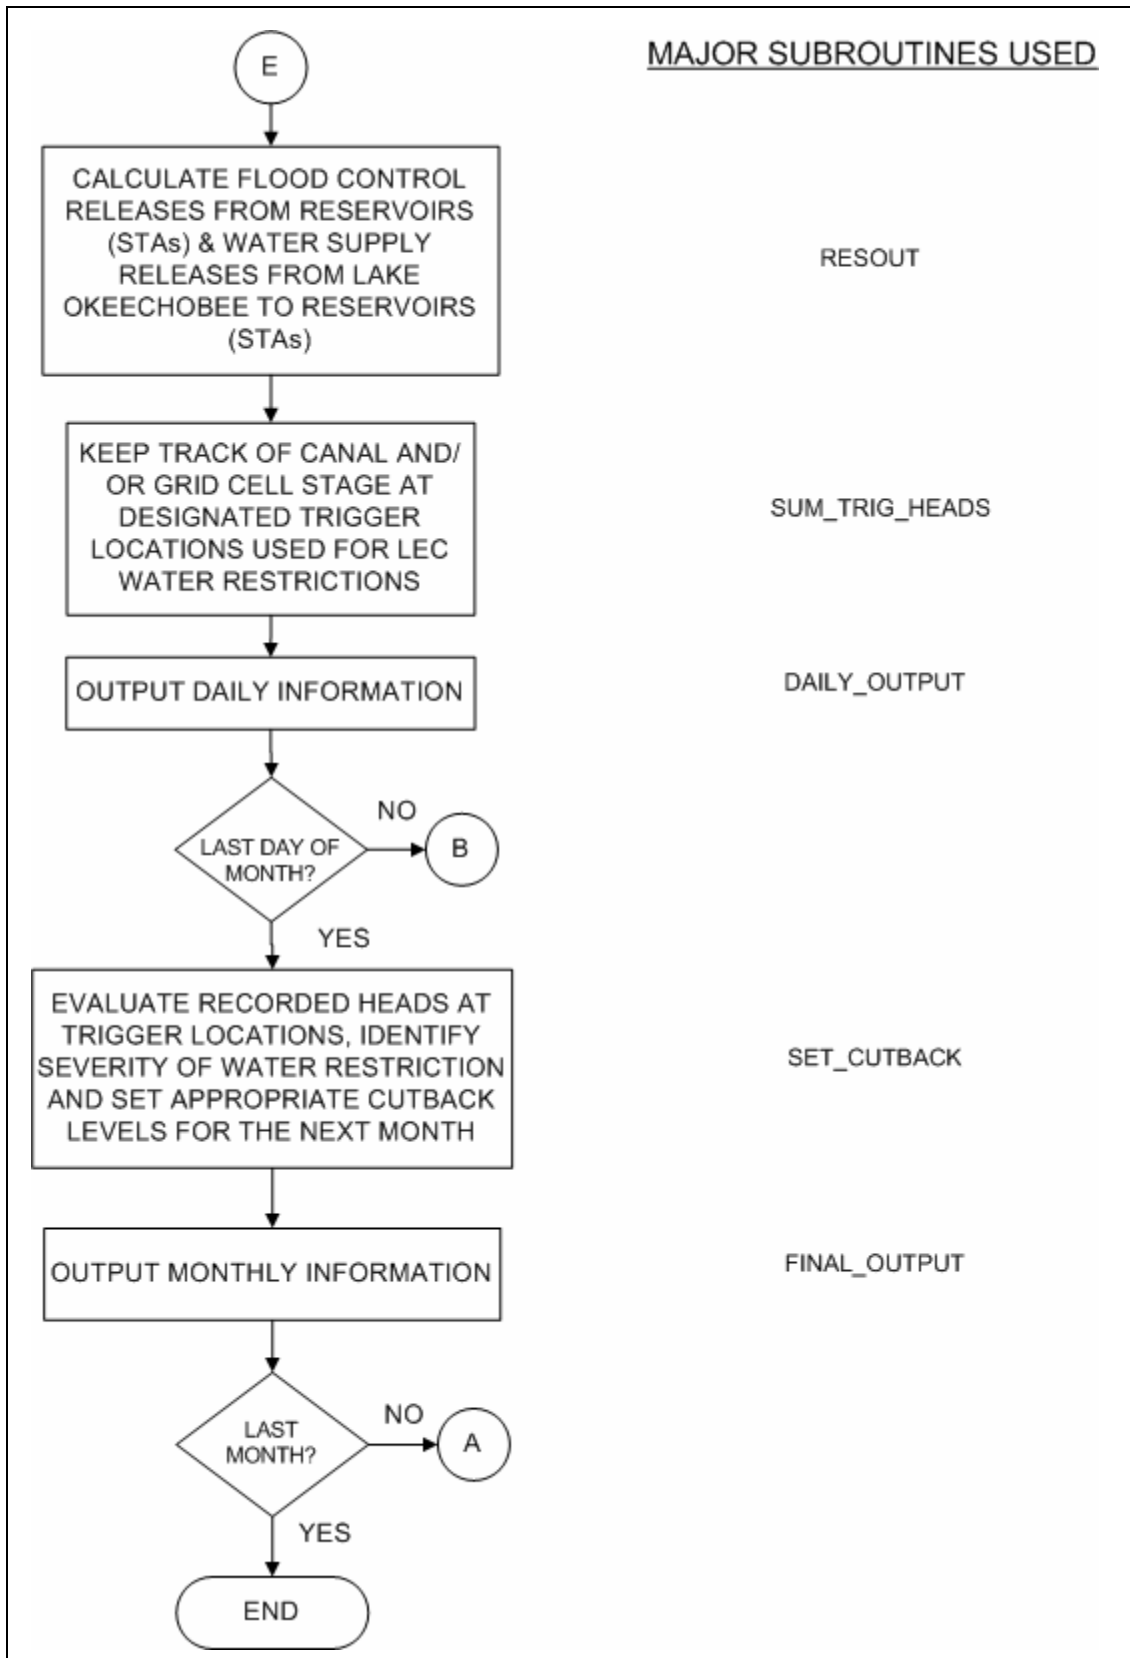 E
MAJOR SUBROUTINES USED
CALCULATE FLOOD CONTROL
RELEASES FROM RESERVOIRS
(STAs) & WATER SUPPLY
RELEASES FROM LAKE
OKEECHOBEE TO RESERVOIRS
(STAs)
RESOUT
KEEP TRACK OF CANAL AND/
OR GRID CELL STAGE AT
DESIGNATED TRIGGER
LOCATIONS USED FOR LEC
WATER RESTRICTIONS
SUM_TRIG_HEADS
OUTPUT DAILY INFORMATION
DAILY_OUTPUT
LAST DAY OF
MONTH?
NO
B
YES
EVALUATE RECORDED HEADS AT
TRIGGER LOCATIONS, IDENTIFY
SEVERITY OF WATER RESTRICTION
AND SET APPROPRIATE CUTBACK
LEVELS FOR THE NEXT MONTH
SET_CUTBACK
OUTPUT MONTHLY INFORMATION
FINAL_OUTPUT
LAST
MONTH?
NO
A
YES
END